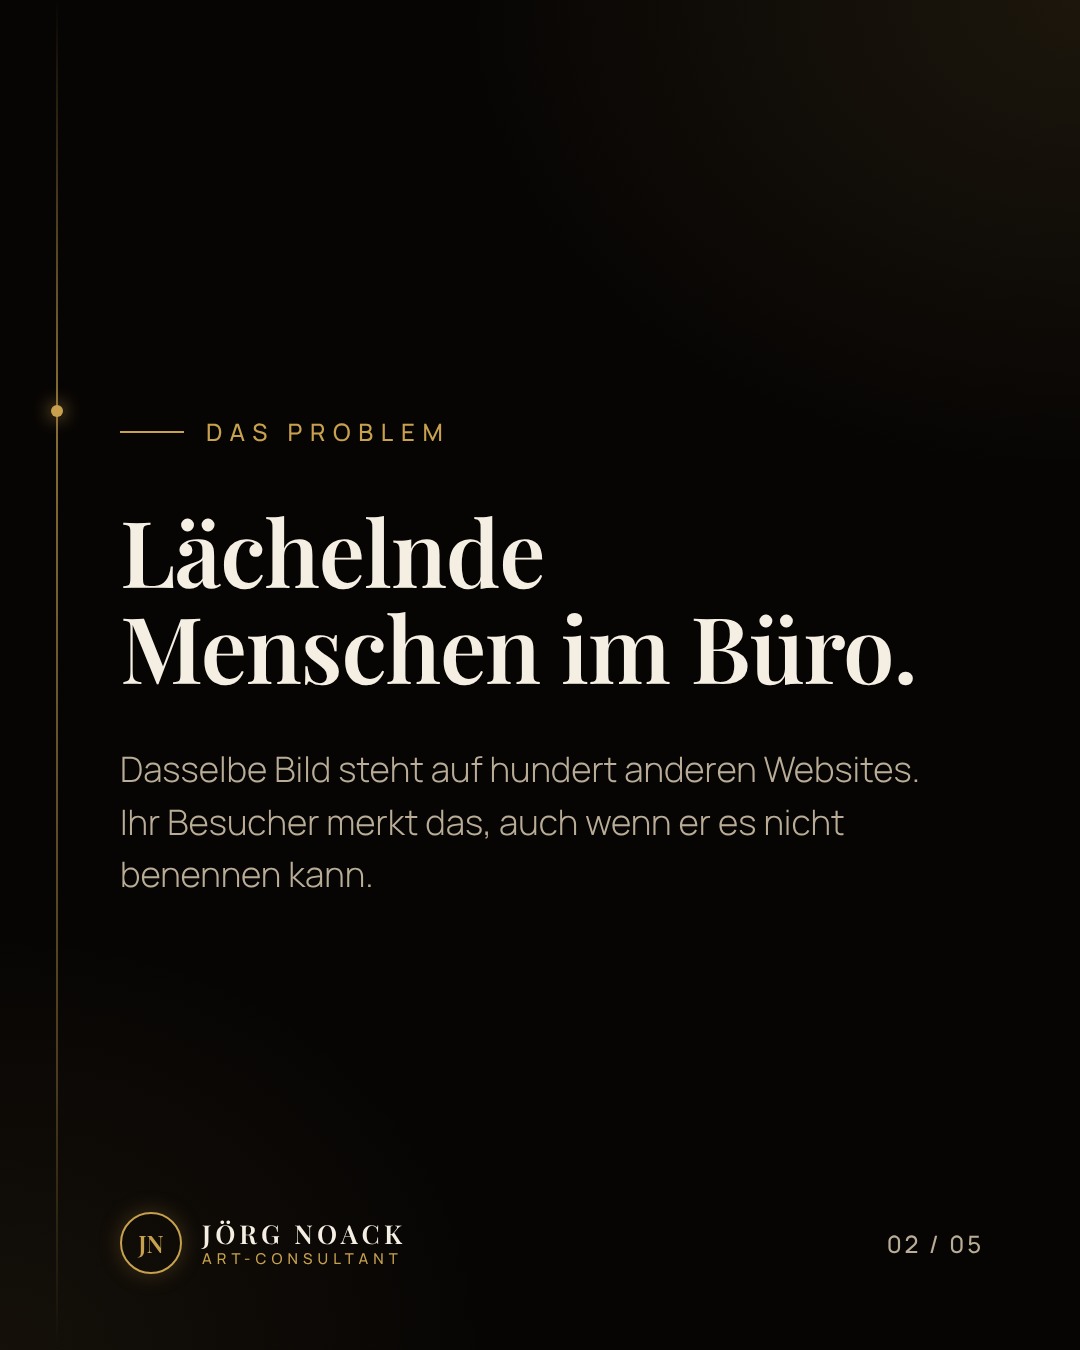 DAS PROBLEM
Lächelnde
Menschen im Büro.
Dasselbe Bild steht auf hundert anderen Websites.
Ihr Besucher merkt das, auch wenn er es nicht
benennen kann.
JN
JÖRG NOACK
ART-CONSULTANT
02 / 05